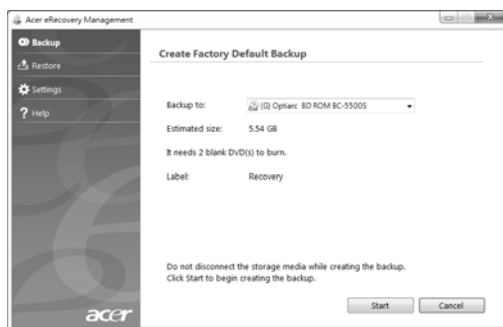 Acer eRecovery Management
Backup
Restore
Settings
Help
Create Factory Default Backup
Backup to: (G) Optiarc BD ROM BC-5500S
Estimated size: 5.54 GB
It needs 2 blank DVD(s) to burn.
Label: Recovery
Do not disconnect the storage media while creating the backup.
Click Start to begin creating the backup.
Start Cancel
acer